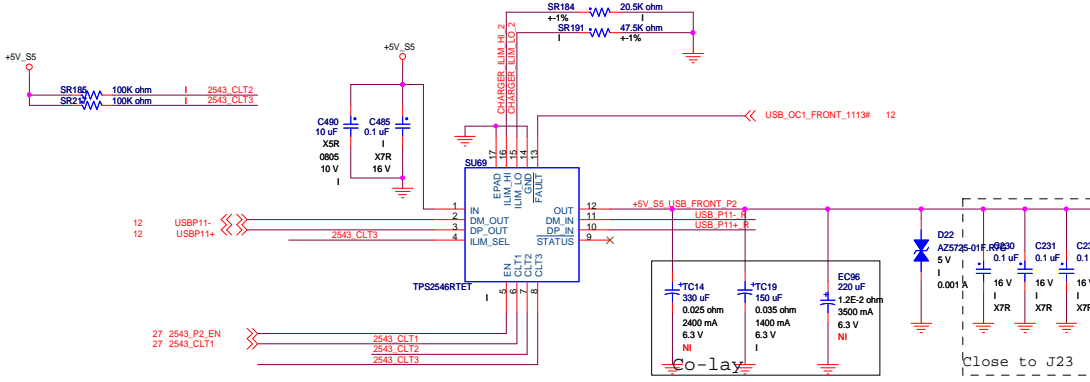 SR184 20.5K ohm
+-1%
SR191 47.5K ohm
I +-1%
CHARGER_ILIM_HI_2
CHARGER_ILIM_LO_2
+5V_S5
+5V_S5
SR185 100K ohm I 2543_CLT2
100K ohm I 2543_CLT3
C490
10 uF
X5R
0805
10 V
I
C485
0.1 uF
I
X7R
16 V
USB_OC1_FRONT_1113# 12
SU69
17 16 15 14 13
EPAD
ILIM_HI
ILIM_LO
GND
FAULT
1 IN
2 DM_OUT
3 DP_OUT
4 ILIM_SEL
OUT 12
DM_IN 11
DP_IN 10
STATUS 9
EN
CLT1
CLT2
CLT3
5 6 7 8
TPS2546RTET
I
12 USBP11-
12 USBP11+
2543_CLT3
+5V_S5_USB_FRONT_P2
USB_P11-_R
USB_P11+_R
27 2543_P2_EN
27 2543_CLT1
2543_CLT1
2543_CLT2
2543_CLT3
+TC14
330 uF
0.025 ohm
2400 mA
6.3 V
NI
+TC19
150 uF
0.035 ohm
1400 mA
6.3 V
I
EC96
220 uF
+ 1.2E-2 ohm
3500 mA
6.3 V
NI
Co-lay
D22
5 V
I
0.001 A
0.1 uF
16 V
I
X7R
C231
0.1 uF
16 V
I
X7R
0.1
16 V
I
Close to J23